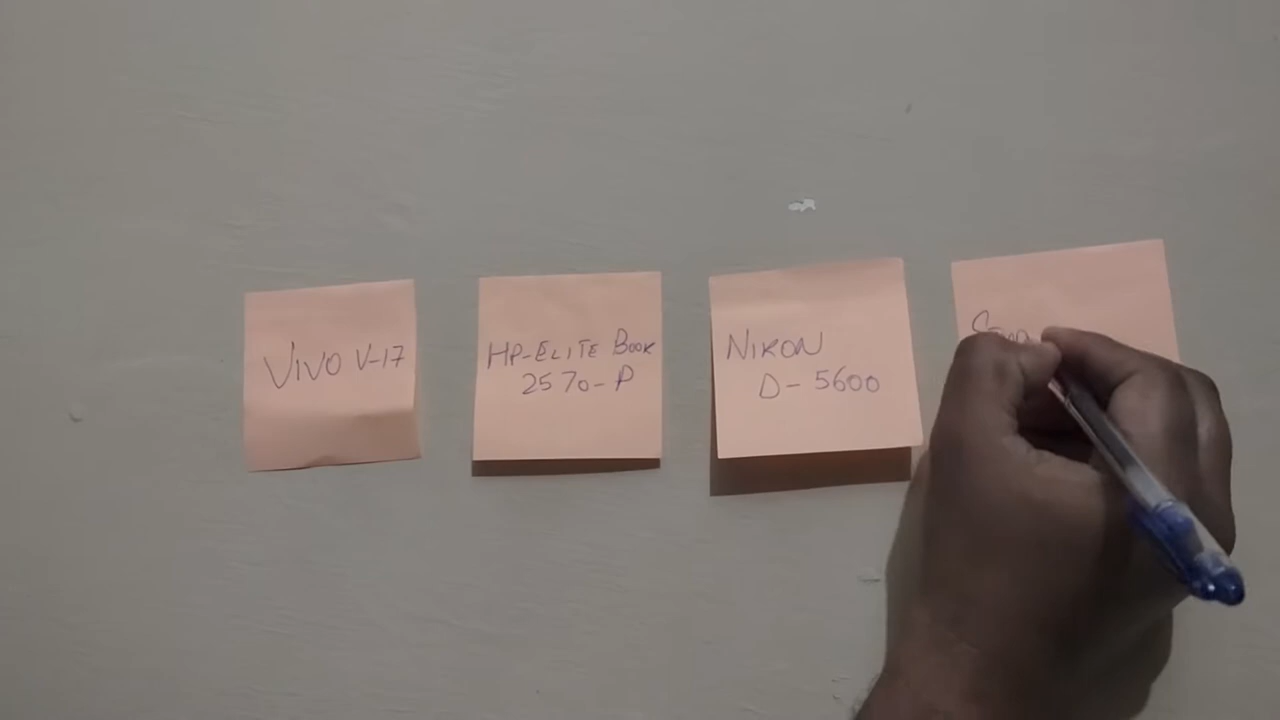 VIVO V-17
HP-ELITE BOOK
2570-P
NIKON
D-5600